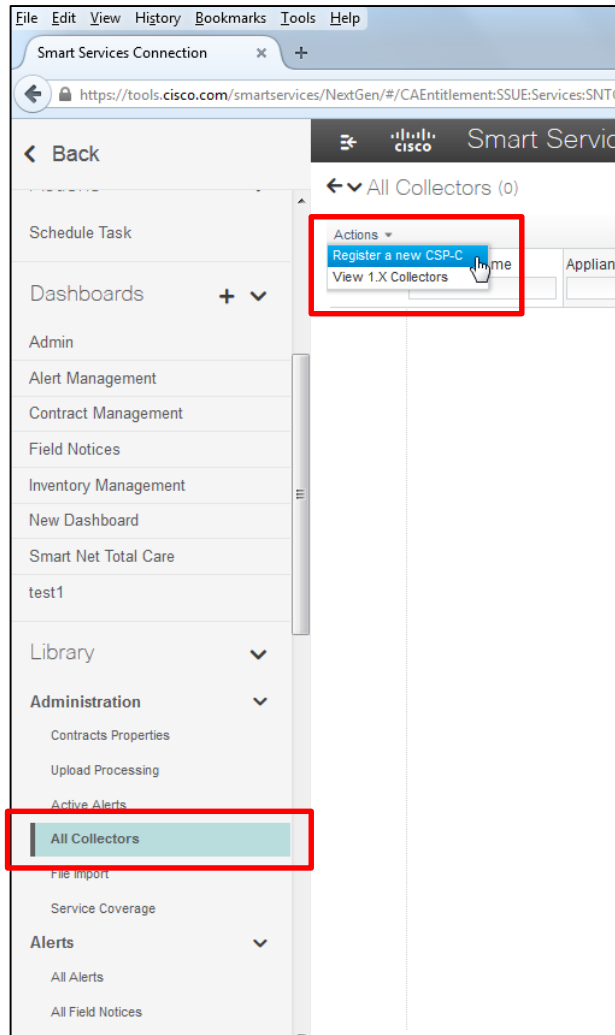 File Edit View History Bookmarks Tools Help
Smart Services Connection × +
https://tools.cisco.com/smartservices/NextGen/#/CAEntitlement:SSUE:Services:SNT
Back
cisco Smart Servic
All Collectors (0)
Schedule Task
Actions
Register a new CSP-C
me Applian
View 1.X Collectors
Dashboards +
Admin
Alert Management
Contract Management
Field Notices
Inventory Management
New Dashboard
Smart Net Total Care
test1
Library
Administration
Contracts Properties
Upload Processing
Active Alerts
All Collectors
File Import
Service Coverage
Alerts
All Alerts
All Field Notices